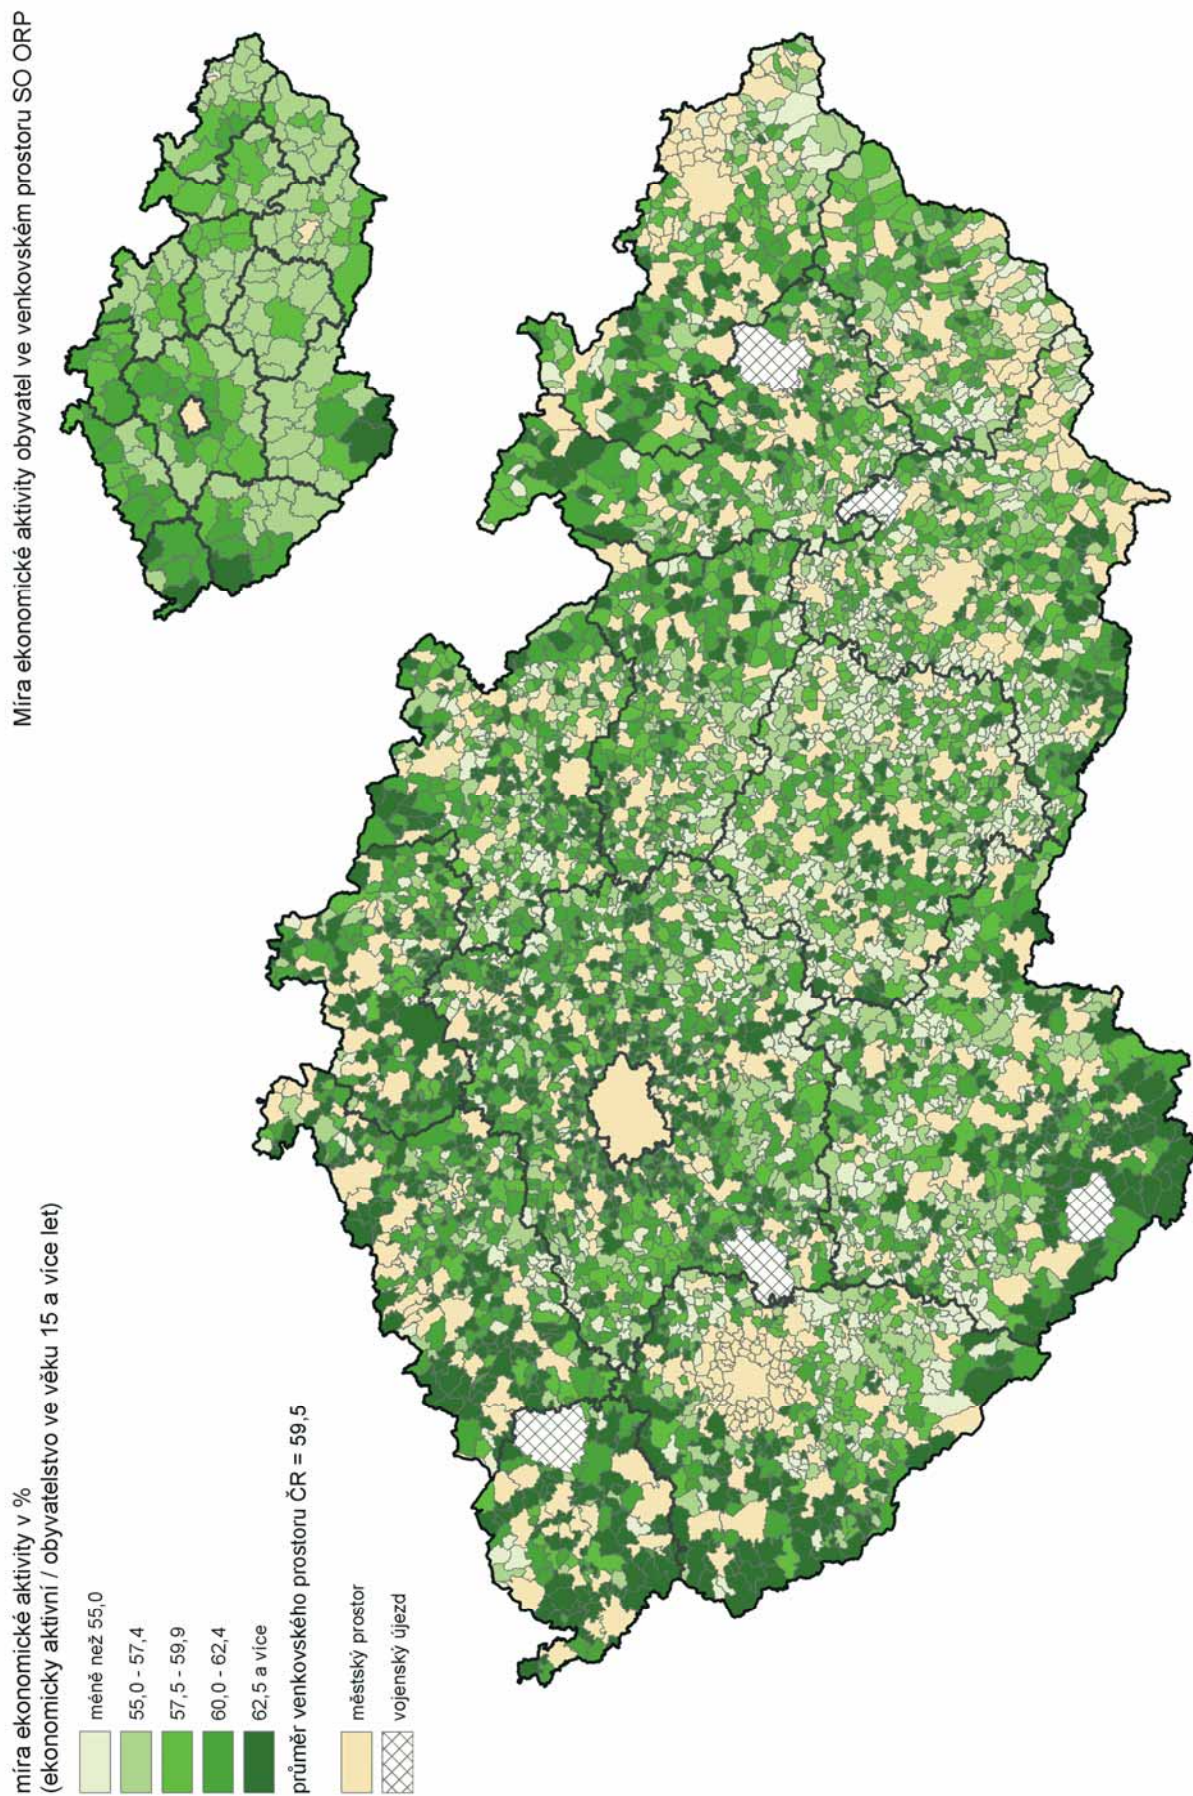 míra ekonomické aktivity v %
(ekonomicky aktivní / obyvatelstvo ve věku 15 a více let)
méně než 55,0
55,0 - 57,4
57,5 - 59,9
60,0 - 62,4
62,5 a více
průměr venkovského prostoru ČR = 59,5
městský prostor
vojenský újezd
Míra ekonomické aktivity obyvatel ve venkovském prostoru SO ORP